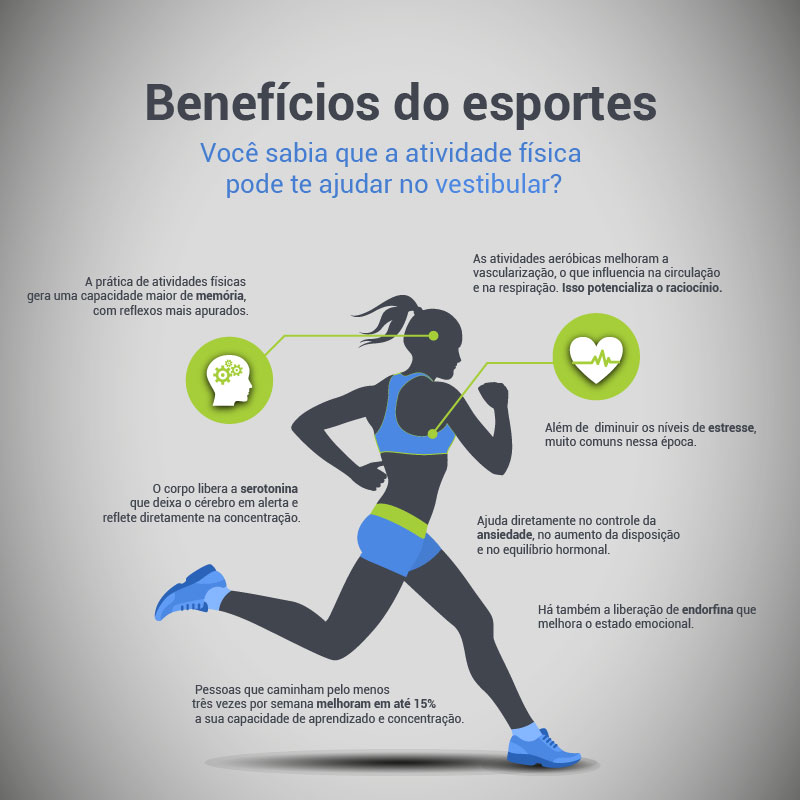 Benefícios do esportes
Você sabia que a atividade física
pode te ajudar no vestibular?
A prática de atividades físicas
gera uma capacidade maior de memória,
com reflexos mais apurados.
As atividades aeróbicas melhoram a
vascularização, o que influencia na circulação
e na respiração. Isso potencializa o raciocínio.
Além de diminuir os níveis de estresse,
muito comuns nessa época.
O corpo libera a serotonina
que deixa o cérebro em alerta e
reflete diretamente na concentração.
Ajuda diretamente no controle da
ansiedade, no aumento da disposição
e no equilíbrio hormonal.
Há também a liberação de endorfina que
melhora o estado emocional.
Pessoas que caminham pelo menos
três vezes por semana melhoram em até 15%
a sua capacidade de aprendizado e concentração.